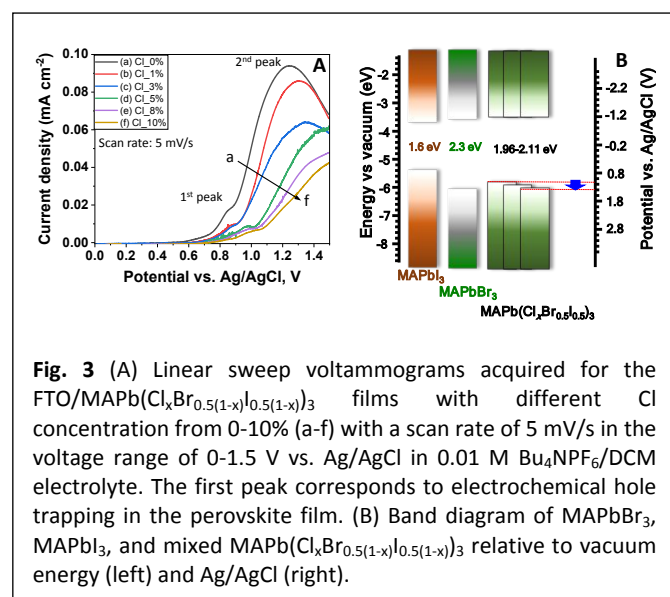 A
0.10
0.08
0.06
0.04
0.02
0.00
Current density (mA cm⁻²)
(a) Cl_0%
(b) Cl_1%
(c) Cl_3%
(d) Cl_5%
(e) Cl_8%
(f) Cl_10%
Scan rate: 5 mV/s
2nd peak
1st peak
a
f
0.0 0.2 0.4 0.6 0.8 1.0 1.2 1.4
Potential vs. Ag/AgCl, V
B
Energy vs vacuum (eV)
-2
-3
-4
-5
-6
-7
-8
1.6 eV
2.3 eV
1.96-2.11 eV
MAPbI₃
MAPbBr₃
MAPb(ClₓBr₀.₅I₀.₅)₃
-2.2
-1.2
-0.2
0.8
1.8
2.8
Potential vs Ag/AgCl (V)
Fig. 3 (A) Linear sweep voltammograms acquired for the
FTO/MAPb(ClₓBr₀.₅₍₁₋ₓ₎I₀.₅₍₁₋ₓ₎)₃ films with different Cl
concentration from 0-10% (a-f) with a scan rate of 5 mV/s in the
voltage range of 0-1.5 V vs. Ag/AgCl in 0.01 M Bu₄NPF₆/DCM
electrolyte. The first peak corresponds to electrochemical hole
trapping in the perovskite film. (B) Band diagram of MAPbBr₃,
MAPbI₃, and mixed MAPb(ClₓBr₀.₅₍₁₋ₓ₎I₀.₅₍₁₋ₓ₎)₃ relative to vacuum
energy (left) and Ag/AgCl (right).